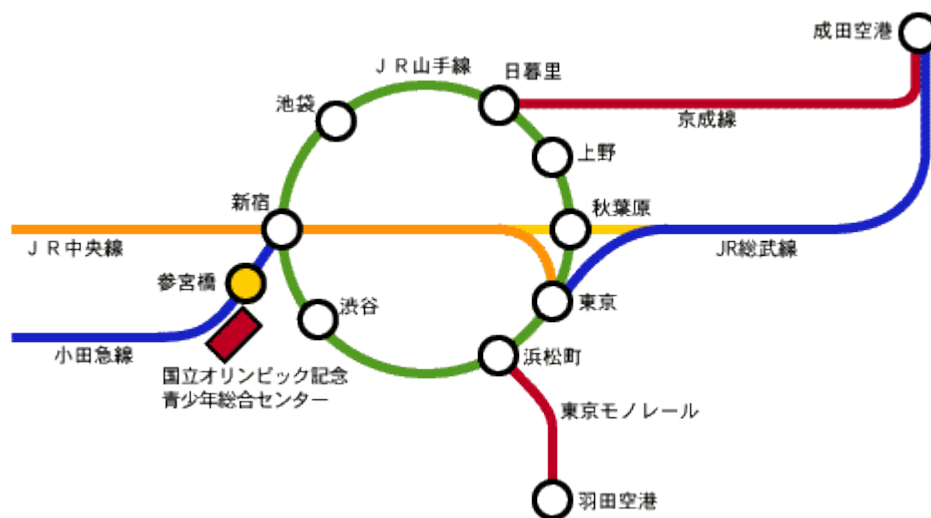 成田空港
ＪＲ山手線
日暮里
池袋
京成線
上野
新宿
秋葉原
ＪＲ中央線
JR総武線
参宮橋
渋谷
東京
小田急線
浜松町
国立オリンピック記念
青少年総合センター
東京モノレール
羽田空港